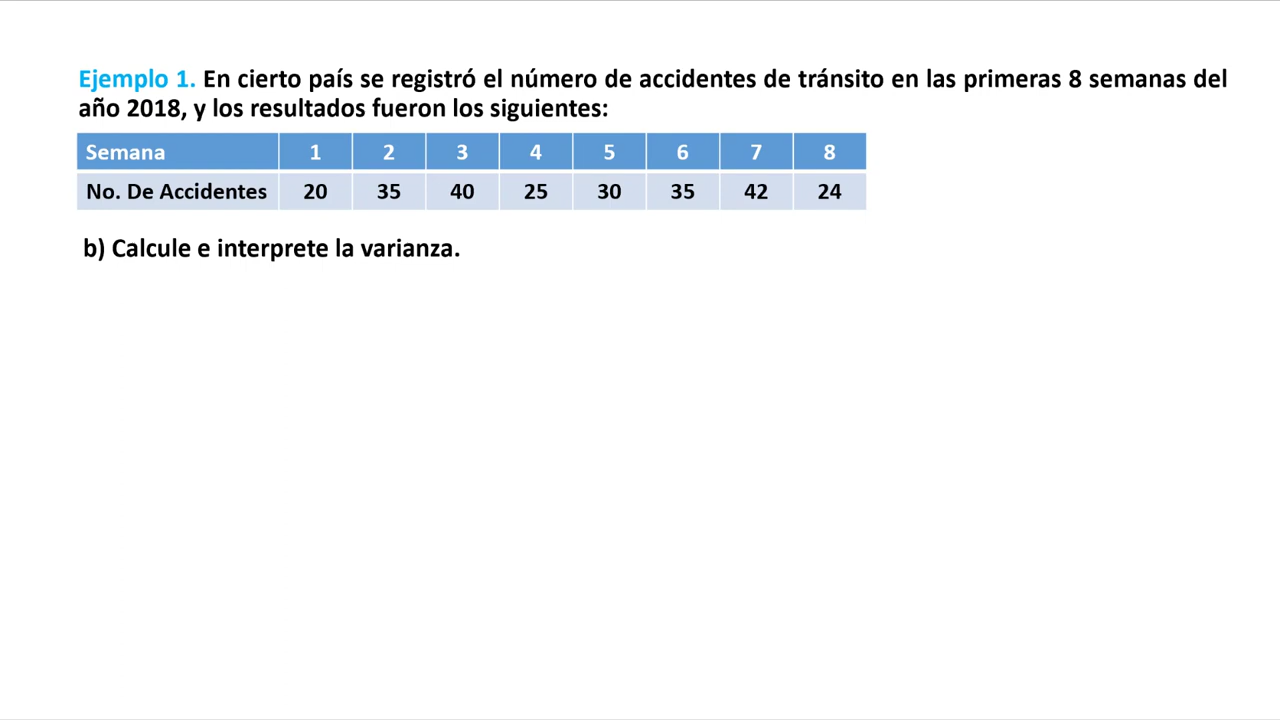 Ejemplo 1. En cierto país se registró el número de accidentes de tránsito en las primeras 8 semanas del
año 2018, y los resultados fueron los siguientes:
Semana 1 2 3 4 5 6 7 8
No. De Accidentes 20 35 40 25 30 35 42 24
b) Calcule e interprete la varianza.